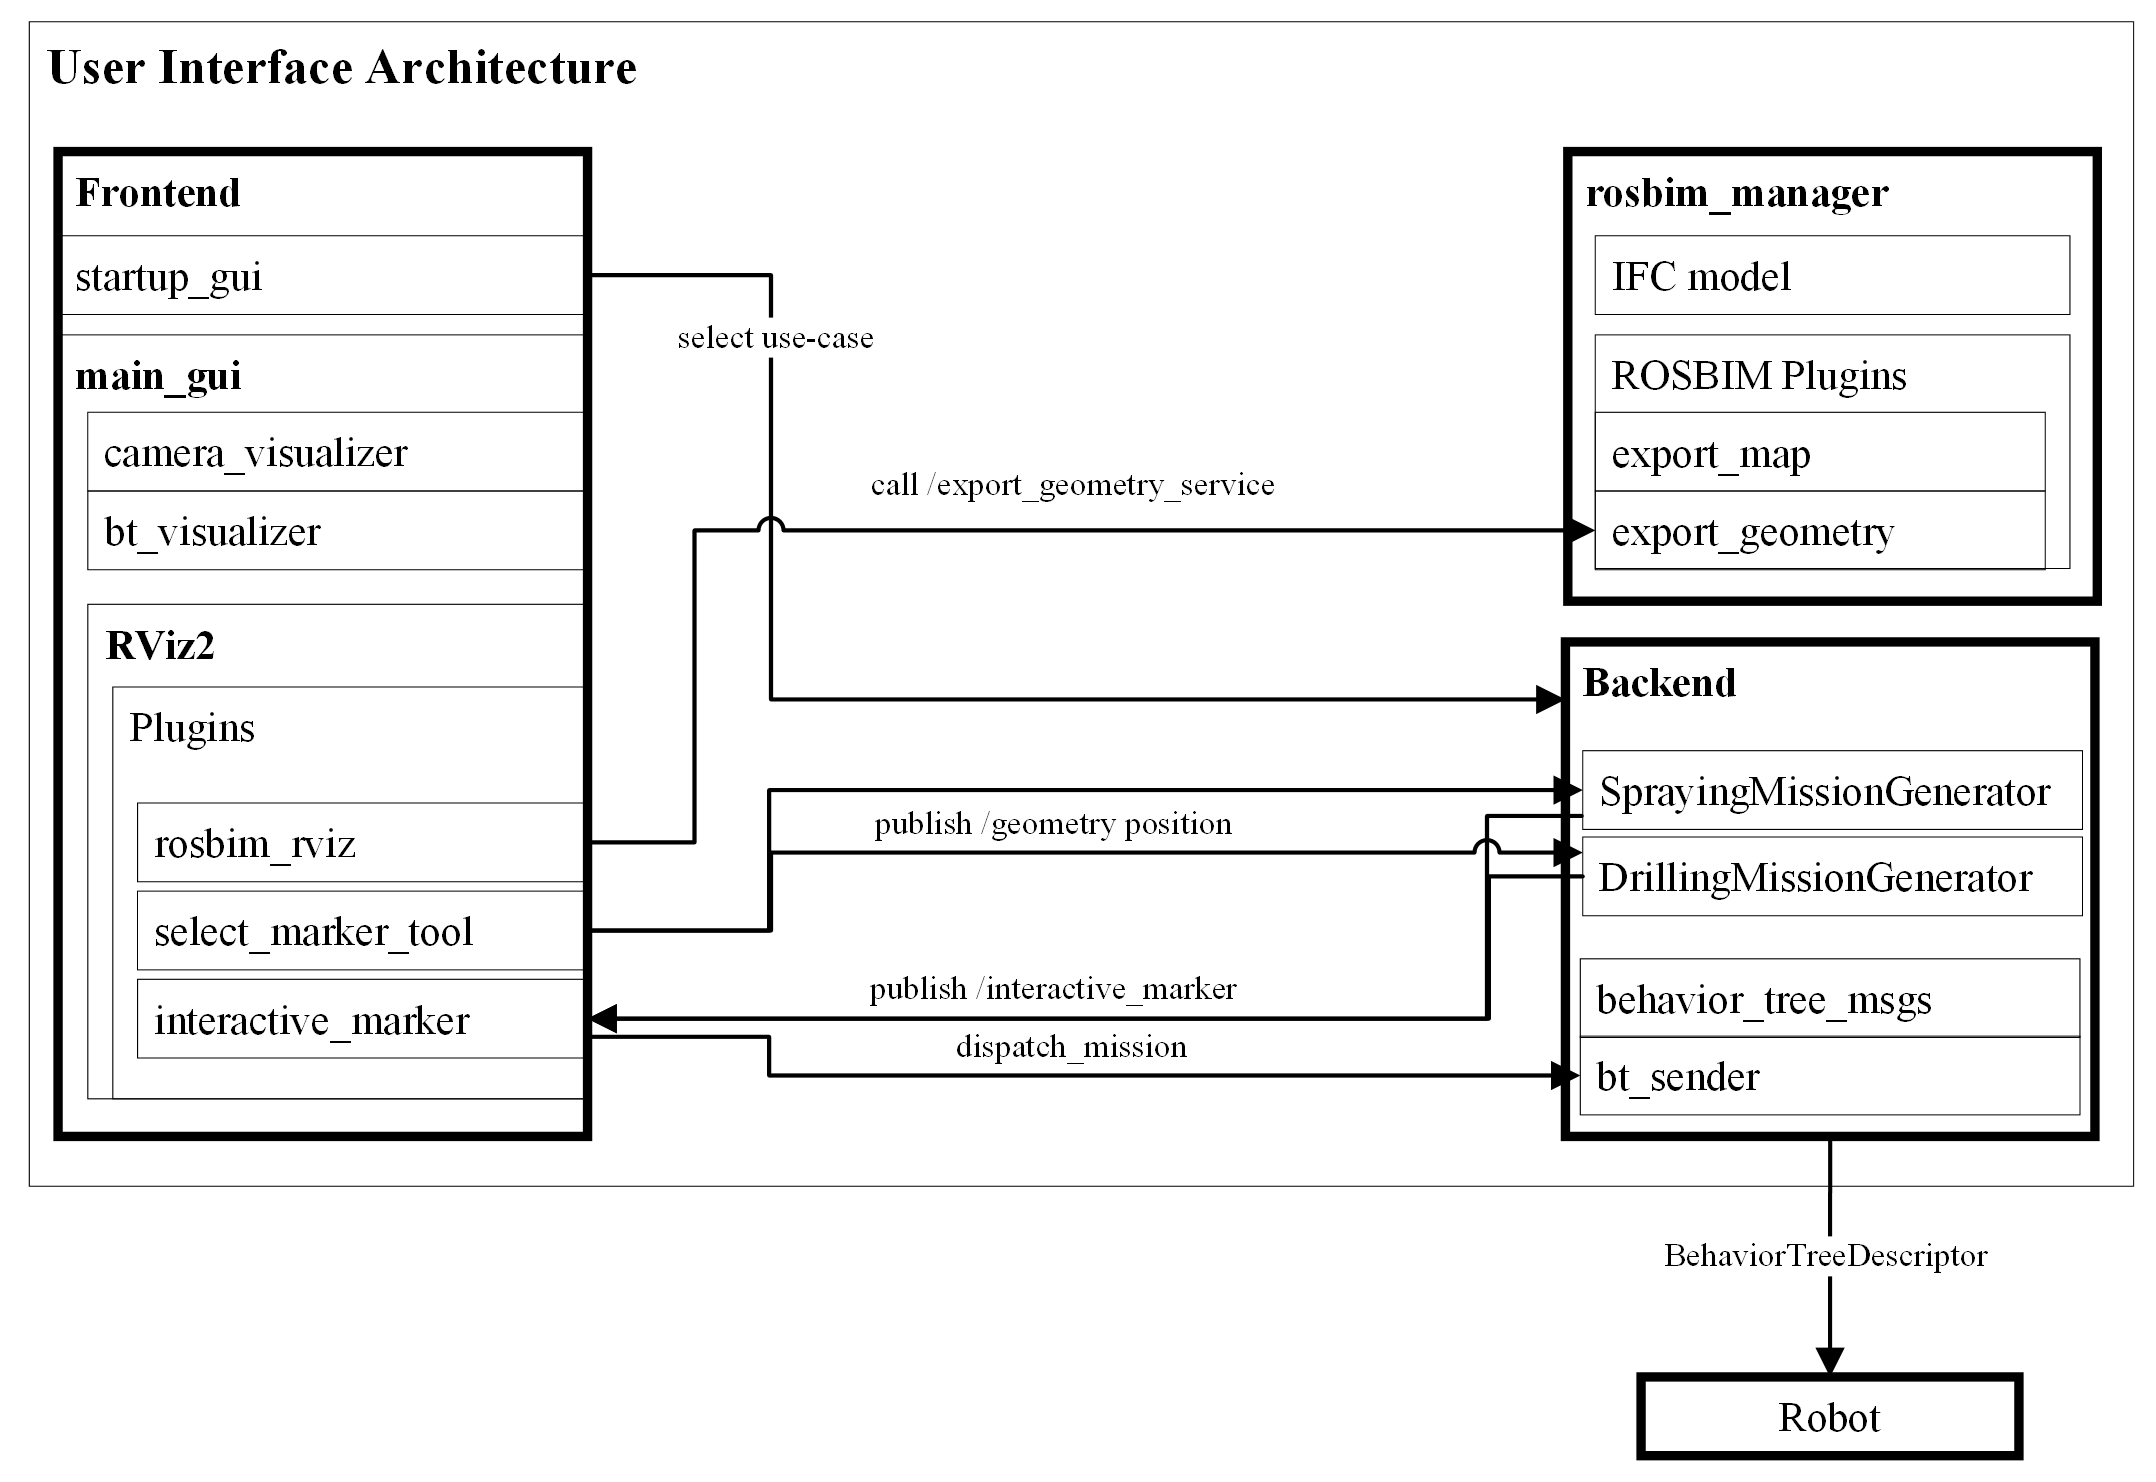 User Interface Architecture
Frontend
startup_gui
main_gui
camera_visualizer
bt_visualizer
RViz2
Plugins
rosbim_rviz
select_marker_tool
interactive_marker
select use-case
call /export_geometry_service
publish /geometry position
publish /interactive_marker
dispatch_mission
rosbim_manager
IFC model
ROSBIM Plugins
export_map
export_geometry
Backend
SprayingMissionGenerator
DrillingMissionGenerator
behavior_tree_msgs
bt_sender
BehaviorTreeDescriptor
Robot